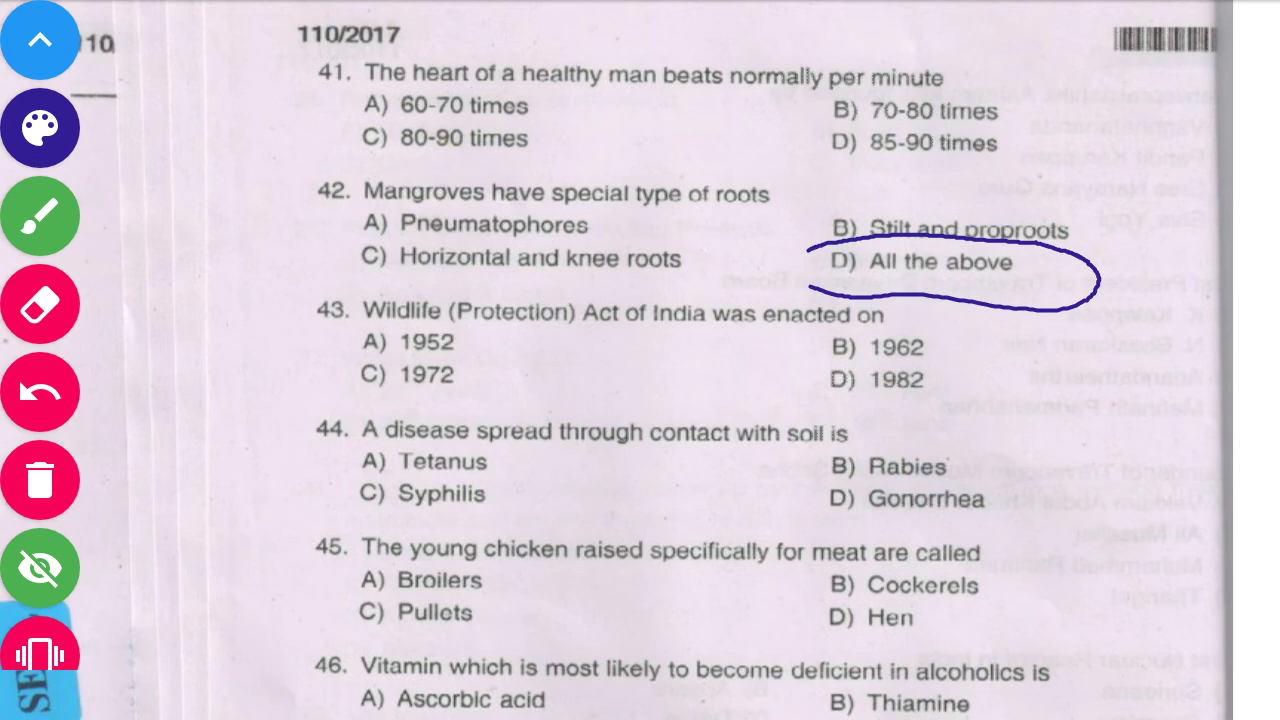 110
110/2017
41. The heart of a healthy man beats normally per minute
A) 60-70 times
B) 70-80 times
C) 80-90 times
D) 85-90 times
42. Mangroves have special type of roots
A) Pneumatophores
B) Stilt and proproots
C) Horizontal and knee roots
D) All the above
43. Wildlife (Protection) Act of India was enacted on
A) 1952
B) 1962
C) 1972
D) 1982
44. A disease spread through contact with soil is
A) Tetanus
B) Rabies
C) Syphilis
D) Gonorrhea
45. The young chicken raised specifically for meat are called
A) Broilers
B) Cockerels
C) Pullets
D) Hen
46. Vitamin which is most likely to become deficient in alcoholics is
A) Ascorbic acid
B) Thiamine